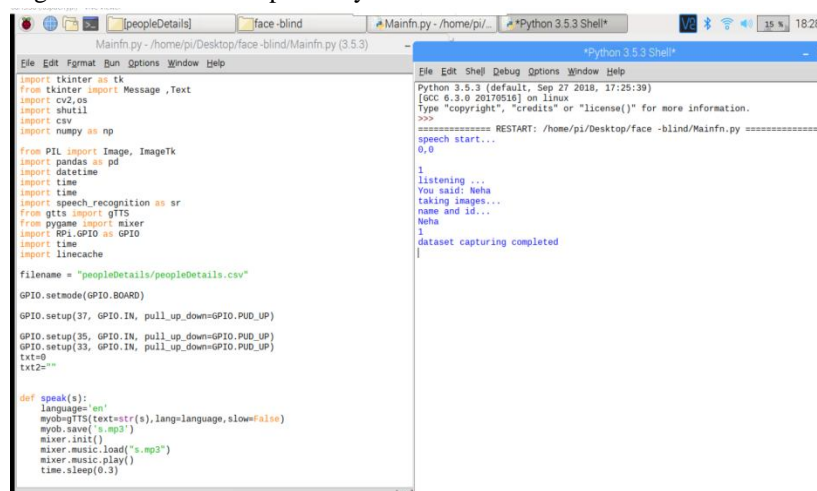 [peopleDetails]
face -blind
Mainfn.py - /home/pi/...
*Python 3.5.3 Shell*
15 %
18:28
Mainfn.py - /home/pi/Desktop/face -blind/Mainfn.py (3.5.3)
File Edit Format Run Options Window Help
import tkinter as tk
from tkinter import Message ,Text
import cv2,os
import shutil
import csv
import numpy as np

from PIL import Image, ImageTk
import pandas as pd
import datetime
import time
import time
import speech_recognition as sr
from gtts import gTTS
from pygame import mixer
import RPi.GPIO as GPIO
import time
import linecache

filename = "peopleDetails/peopleDetails.csv"

GPIO.setmode(GPIO.BOARD)

GPIO.setup(37, GPIO.IN, pull_up_down=GPIO.PUD_UP)

GPIO.setup(35, GPIO.IN, pull_up_down=GPIO.PUD_UP)
GPIO.setup(33, GPIO.IN, pull_up_down=GPIO.PUD_UP)
txt=0
txt2=""

def speak(s):
    language='en'
    myob=gTTS(text=str(s),lang=language,slow=False)
    myob.save('s.mp3')
    mixer.init()
    mixer.music.load("s.mp3")
    mixer.music.play()
    time.sleep(0.3)
*Python 3.5.3 Shell*
File Edit Shell Debug Options Window Help
Python 3.5.3 (default, Sep 27 2018, 17:25:39)
[GCC 6.3.0 20170516] on linux
Type "copyright", "credits" or "license()" for more information.
>>>
============== RESTART: /home/pi/Desktop/face -blind/Mainfn.py ==============
speech start...
0,0

1
listening ...
You said: Neha
taking images...
name and id...
Neha
1
dataset capturing completed